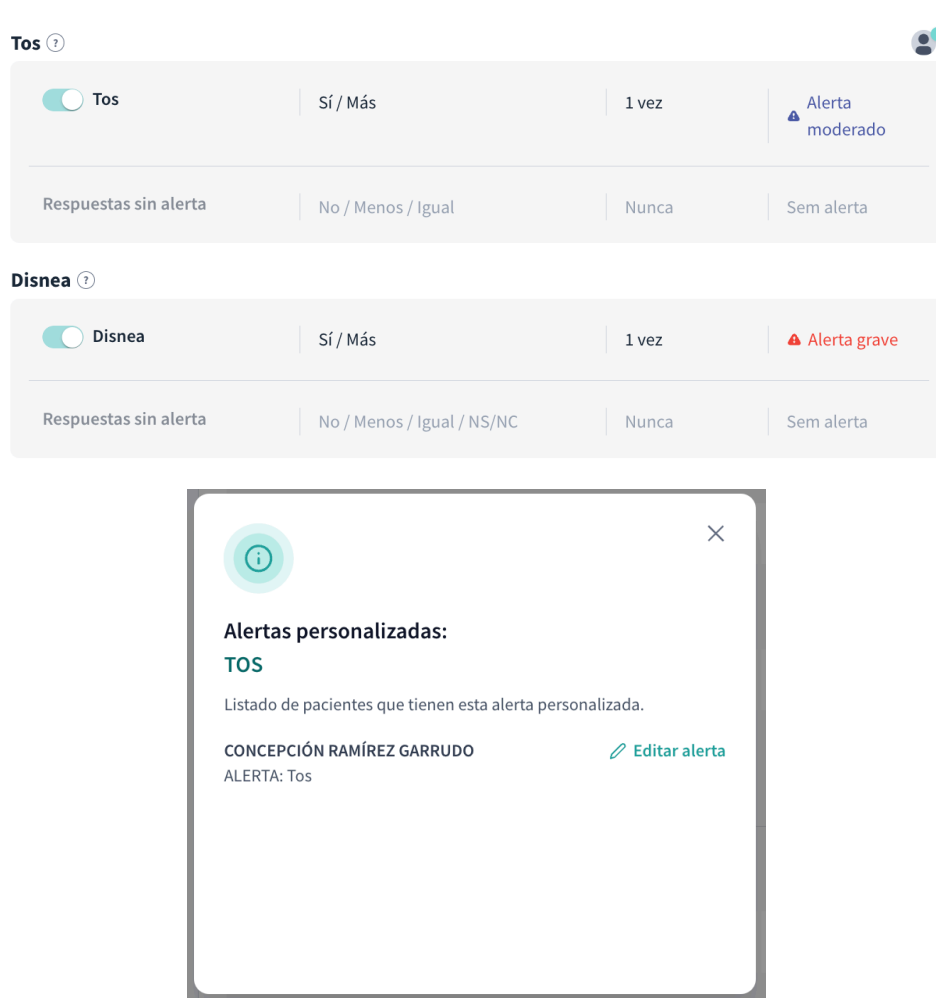 Tos ?
Tos
Sí / Más
1 vez
Alerta
moderado
Respuestas sin alerta
No / Menos / Igual
Nunca
Sem alerta
Disnea ?
Disnea
Sí / Más
1 vez
Alerta grave
Respuestas sin alerta
No / Menos / Igual / NS/NC
Nunca
Sem alerta
Alertas personalizadas:
TOS
Listado de pacientes que tienen esta alerta personalizada.
CONCEPCIÓN RAMÍREZ GARRUDO
Editar alerta
ALERTA: Tos